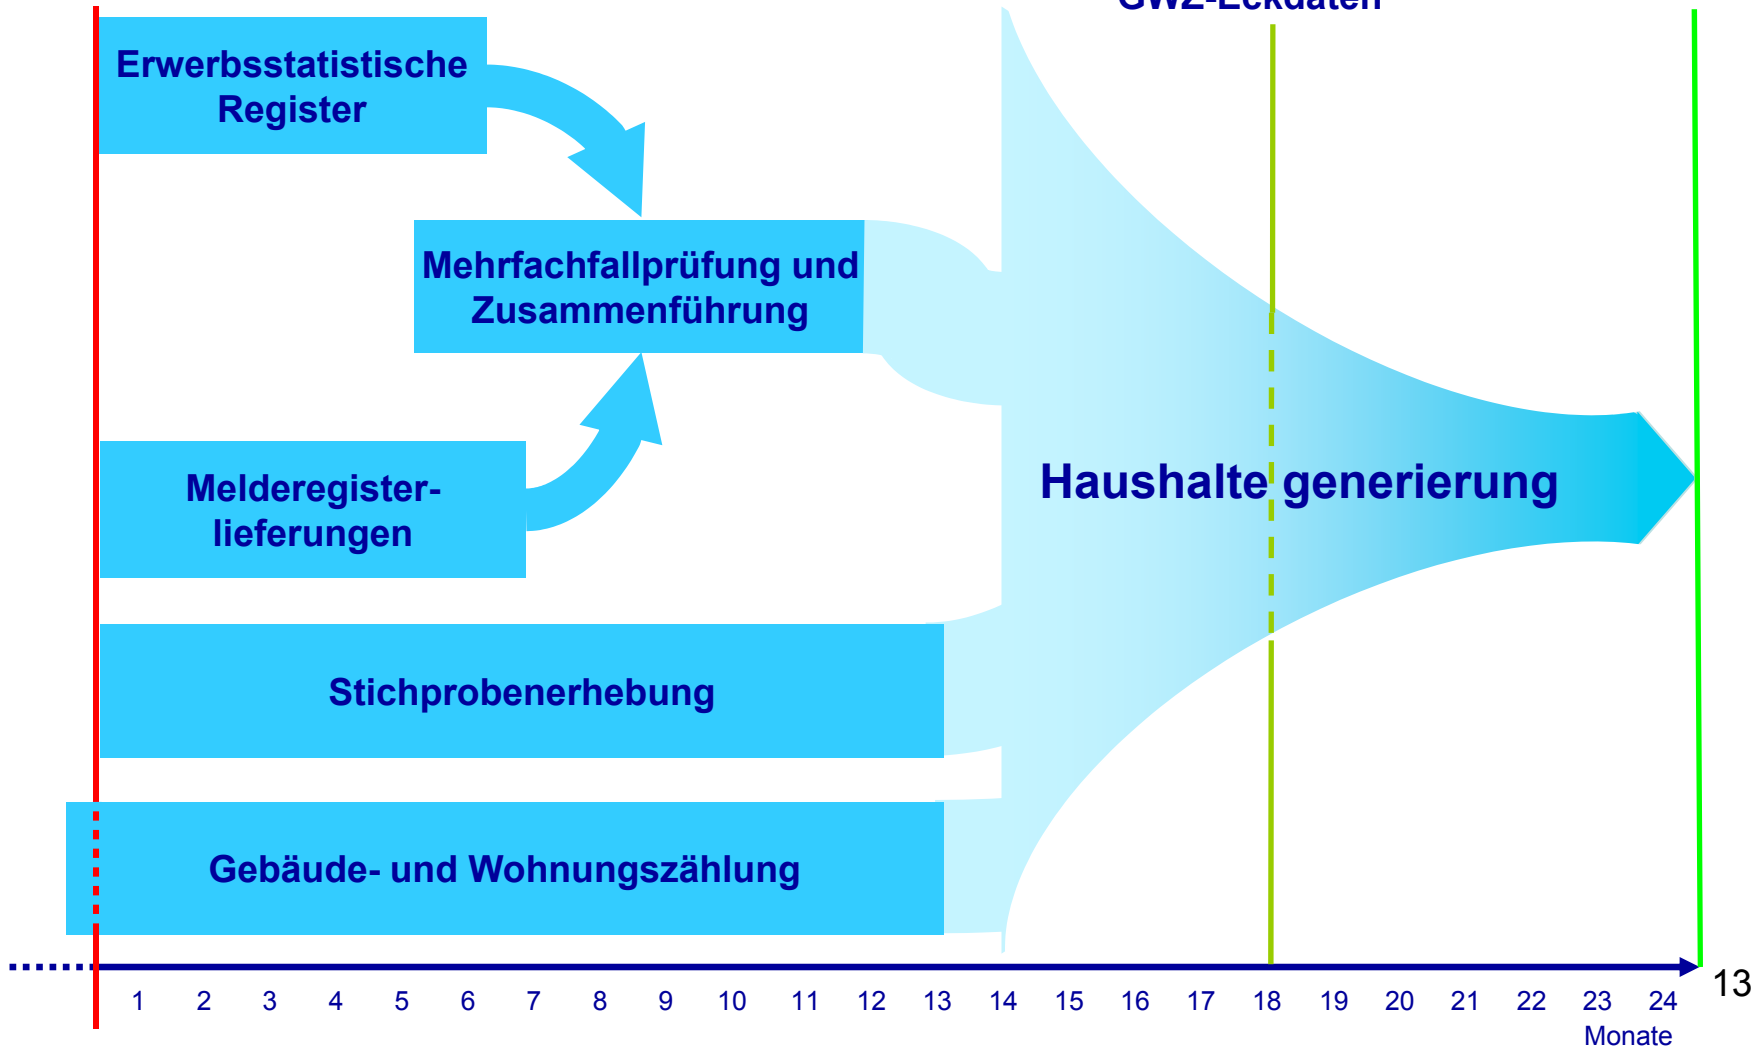 GWZ-Eckdaten
Erwerbsstatistische
Register
Mehrfachfallprüfung und
Zusammenführung
Melderegister-
lieferungen
Haushalte generierung
Stichprobenerhebung
Gebäude- und Wohnungszählung
1 2 3 4 5 6 7 8 9 10 11 12 13 14 15 16 17 18 19 20 21 22 23 24
Monate
13